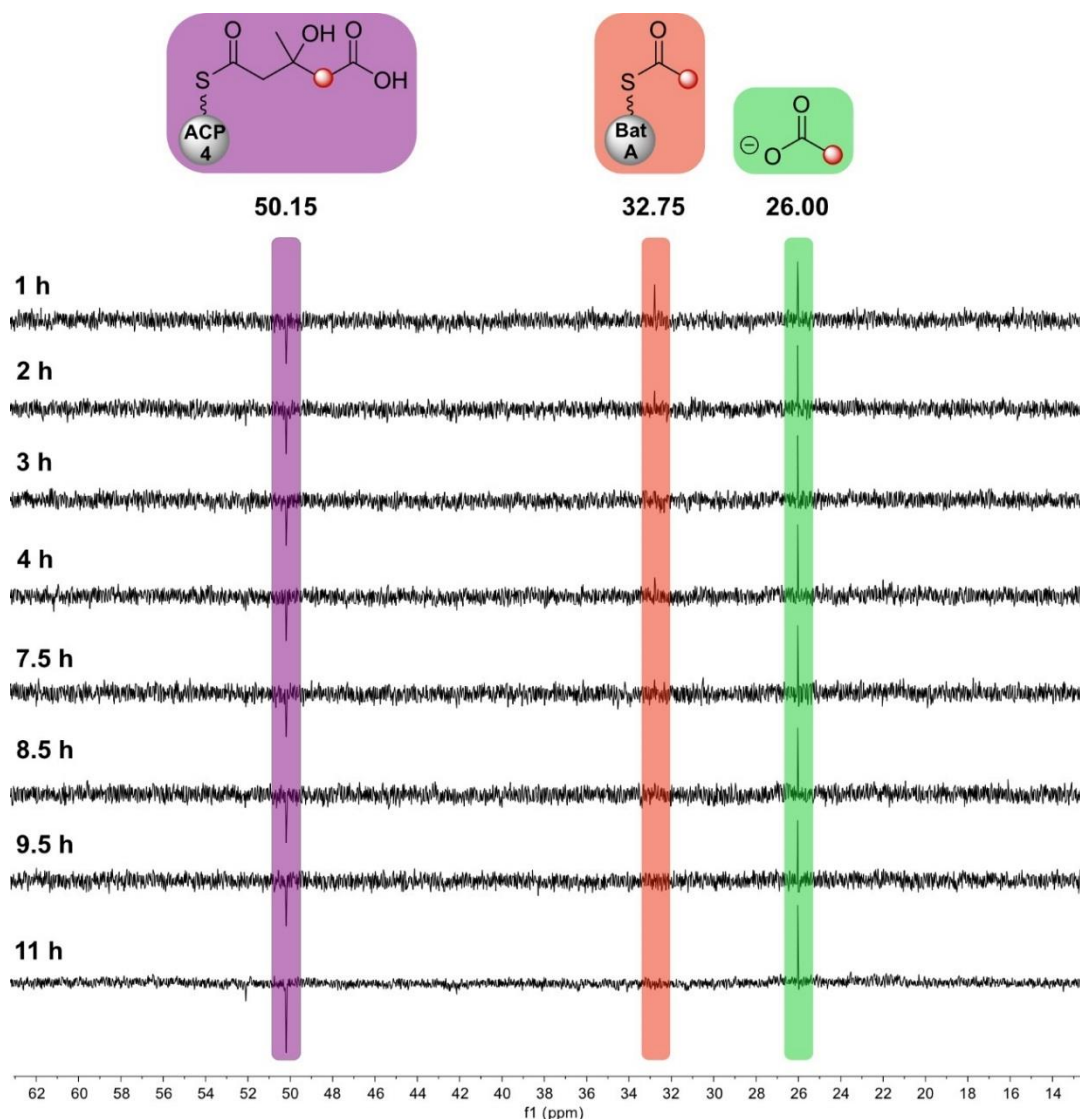 O OH O
S OH
ACP
4
O
S
Bat
A
O
⊖ O
50.15 32.75 26.00
1 h
2 h
3 h
4 h
7.5 h
8.5 h
9.5 h
11 h
62 60 58 56 54 52 50 48 46 44 42 40 38 36 34 32 30 28 26 24 22 20 18 16 14
f1 (ppm)